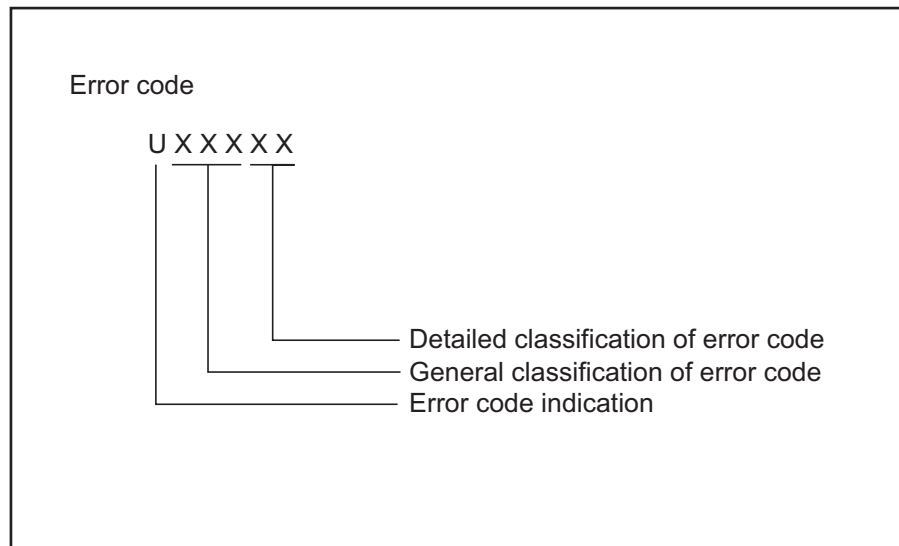 Error code
U X X X X X
Detailed classification of error code
General classification of error code
Error code indication